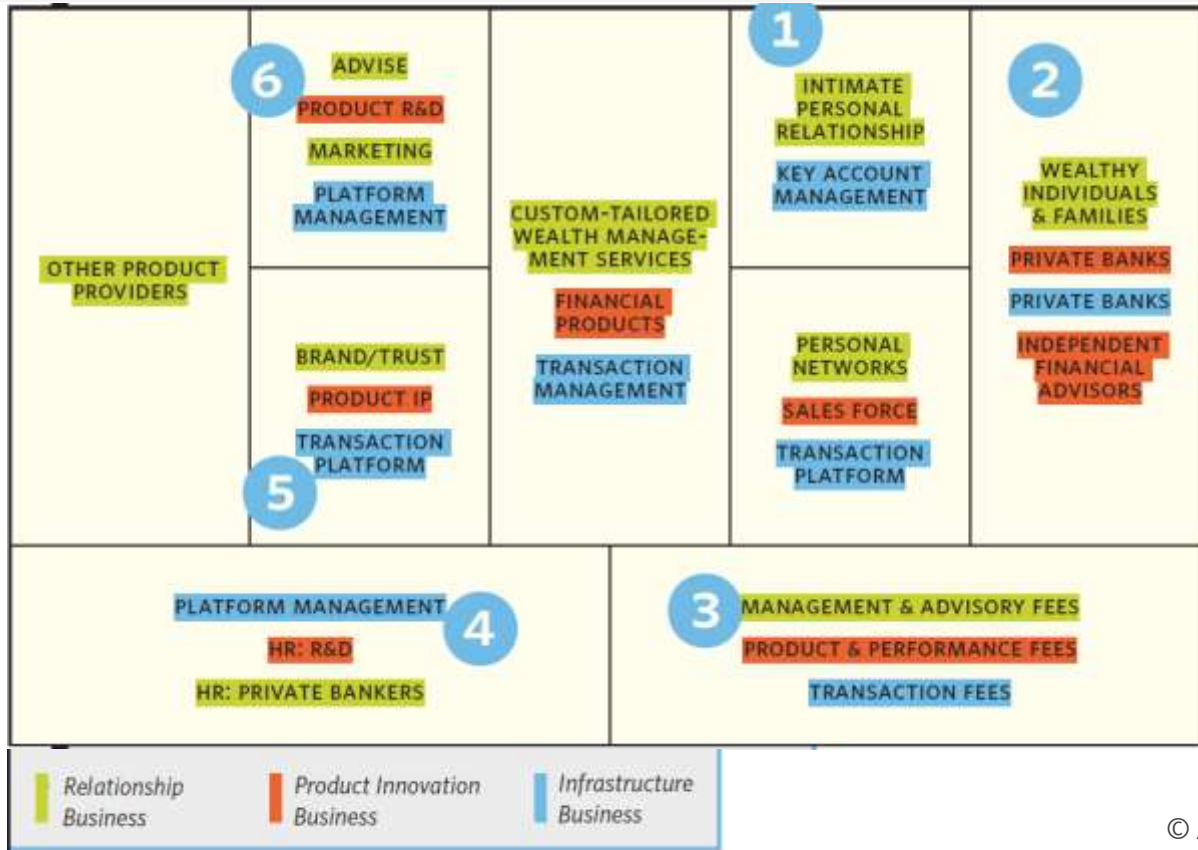 OTHER PRODUCT
PROVIDERS
6
ADVISE
PRODUCT R&D
MARKETING
PLATFORM
MANAGEMENT
BRAND/TRUST
PRODUCT IP
TRANSACTION
PLATFORM
5
CUSTOM-TAILORED
WEALTH MANAGE-
MENT SERVICES
FINANCIAL
PRODUCTS
TRANSACTION
MANAGEMENT
1
INTIMATE
PERSONAL
RELATIONSHIP
KEY ACCOUNT
MANAGEMENT
PERSONAL
NETWORKS
SALES FORCE
TRANSACTION
PLATFORM
2
WEALTHY
INDIVIDUALS
& FAMILIES
PRIVATE BANKS
PRIVATE BANKS
INDEPENDENT
FINANCIAL
ADVISORS
PLATFORM MANAGEMENT
4
HR: R&D
HR: PRIVATE BANKERS
3
MANAGEMENT & ADVISORY FEES
PRODUCT & PERFORMANCE FEES
TRANSACTION FEES
Relationship
Business
Product Innovation
Business
Infrastructure
Business
©